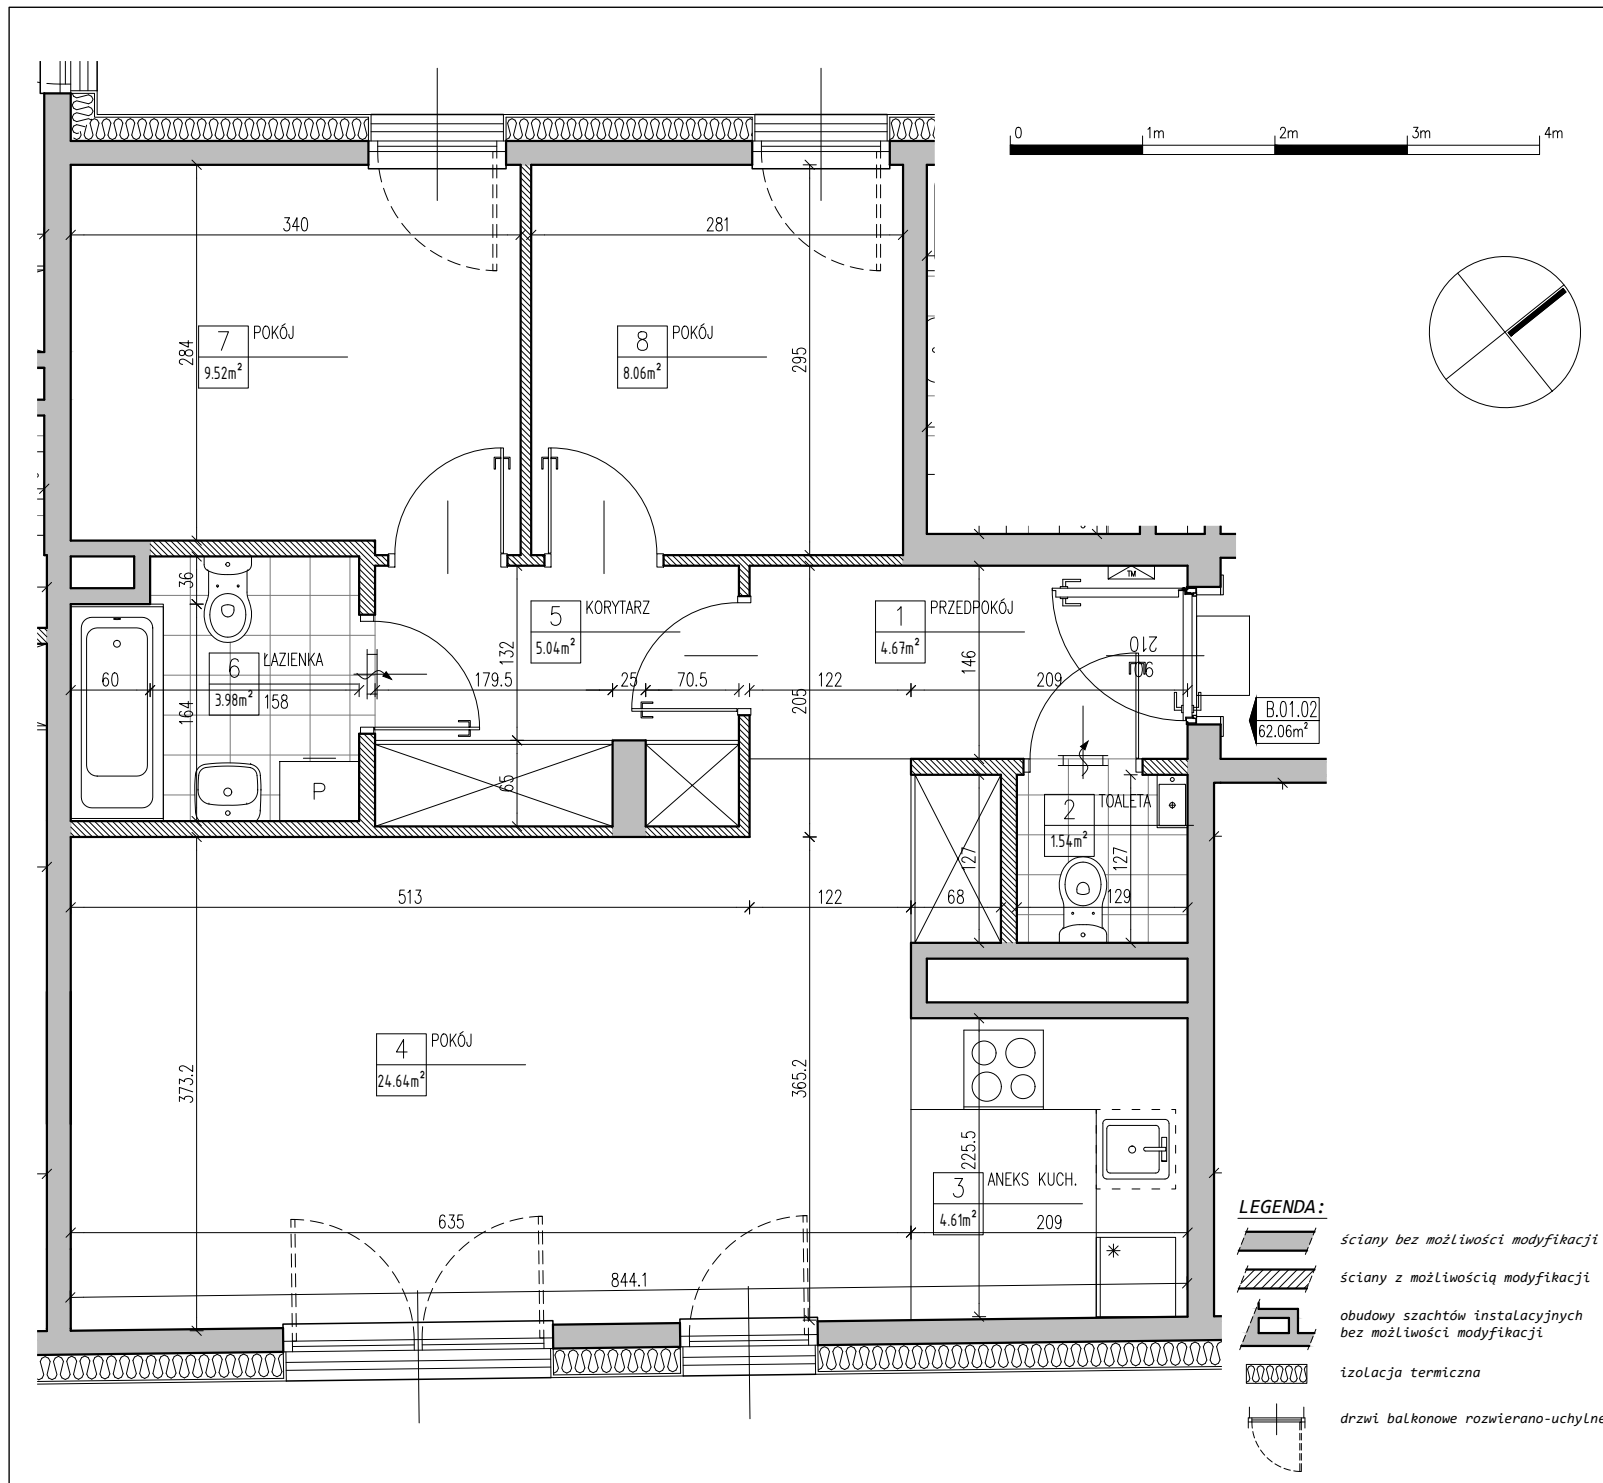 0 1m 2m 3m 4m
340
281
7 POKÓJ
9.52m²
284
8 POKÓJ
8.06m²
295
TM
5 KORYTARZ
5.04m²
1 PRZEDPOKÓJ
4.67m²
36
132
146
210
90
6 ŁAZIENKA
3.98m²
60
158
164
179.5
25
70.5
122
209
205
B.01.02
62.06m²
65
P
2 TOALETA
1.54m²
127
127
68
129
513
122
4 POKÓJ
24.64m²
373.2
365.2
225.5
3 ANEKS KUCH.
4.61m²
635
209
844.1
LEGENDA:
ściany bez możliwości modyfikacji
ściany z możliwością modyfikacji
obudowy szachtów instalacyjnych
bez możliwości modyfikacji
izolacja termiczna
drzwi balkonowe rozwierano-uchylne